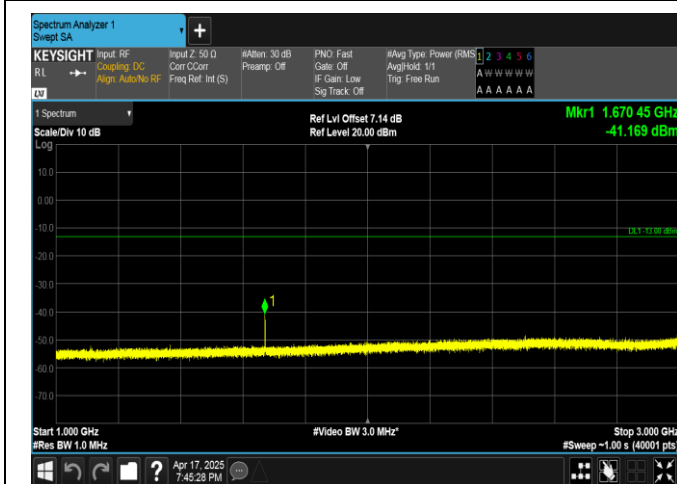 Spectrum Analyzer 1
Swept SA
+
KEYSIGHT Input: RF Input Z: 50 Ω #Atten: 30 dB PNO: Fast #Avg Type: Power (RMS 1 2 3 4 5 6
RL Coupling: DC Corr CCorr Preamp: Off Gate: Off Avg|Hold: 1/1 A W W W W W
Align: Auto/No RF Freq Ref: Int (S) IF Gain: Low Trig: Free Run
LXI Sig Track: Off A A A A A A
1 Spectrum Ref Lvl Offset 7.14 dB Mkr1 1.670 45 GHz
Scale/Div 10 dB Ref Level 20.00 dBm -41.169 dBm
Log
10.0
0.00
-10.0
DL1 -13.00 dBm
-20.0
-30.0
1
-40.0
-50.0
-60.0
-70.0
Start 1.000 GHz #Video BW 3.0 MHz* Stop 3.000 GHz
#Res BW 1.0 MHz #Sweep ~1.00 s (40001 pts)
? Apr 17, 2025
7:45:28 PM